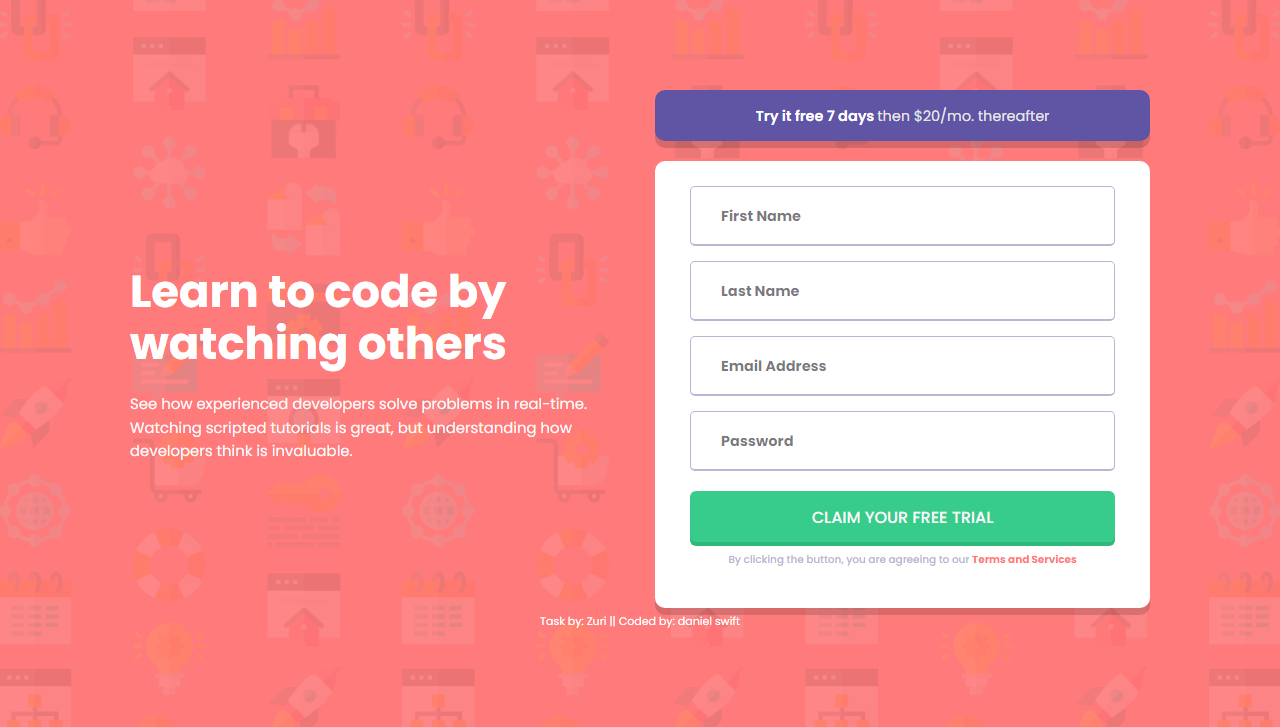 Learn to code by
watching others
See how experienced developers solve problems in real-time.
Watching scripted tutorials is great, but understanding how
developers think is invaluable.
Try it free 7 days then $20/mo. thereafter
First Name
Last Name
Email Address
Password
CLAIM YOUR FREE TRIAL
By clicking the button, you are agreeing to our Terms and Services
Task by: Zuri || Coded by: daniel swift